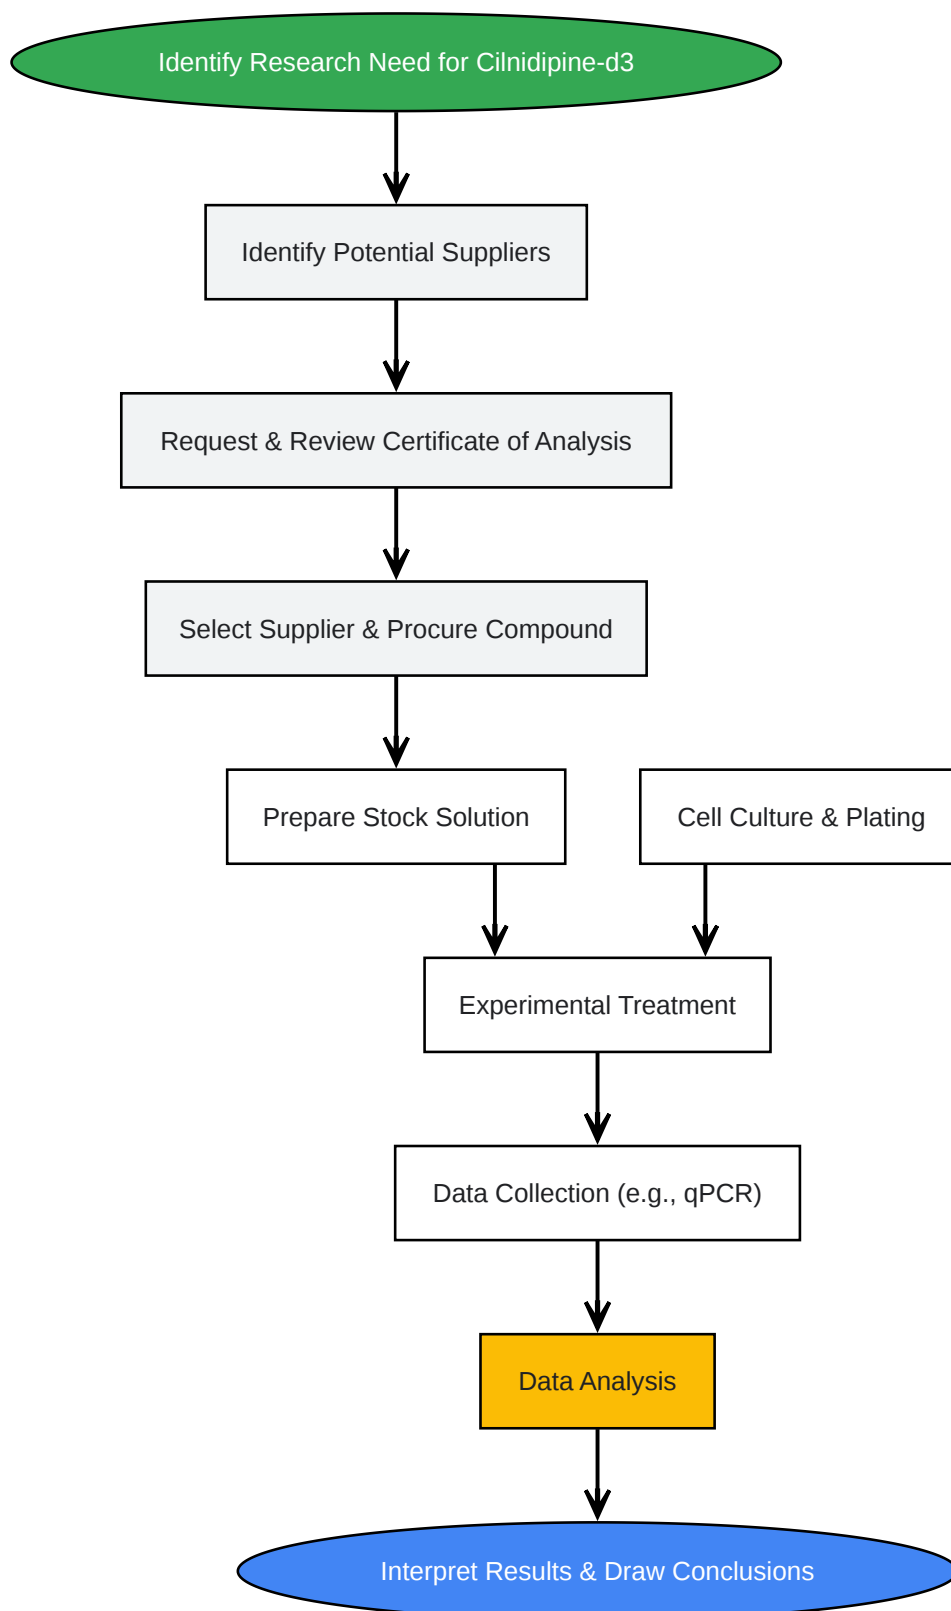 Identify Research Need for Cilnidipine-d3
Identify Potential Suppliers
Request & Review Certificate of Analysis
Select Supplier & Procure Compound
Prepare Stock Solution
Cell Culture & Plating
Experimental Treatment
Data Collection (e.g., qPCR)
Data Analysis
Interpret Results & Draw Conclusions